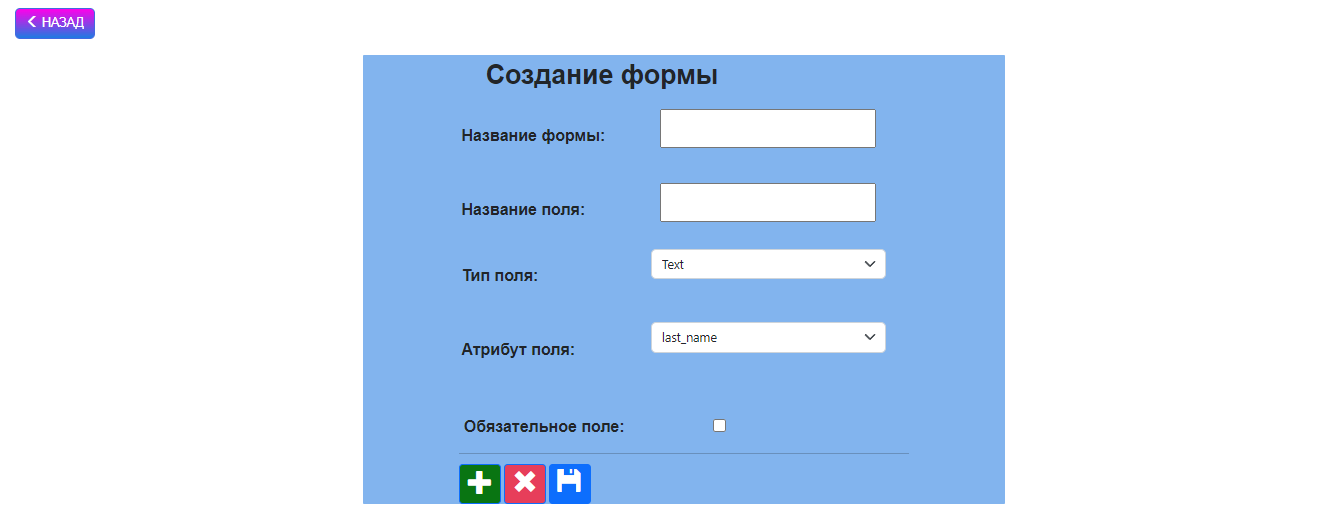 НАЗАД
Создание формы
Название формы:
Название поля:
Тип поля:
Text
Атрибут поля:
last_name
Обязательное поле: